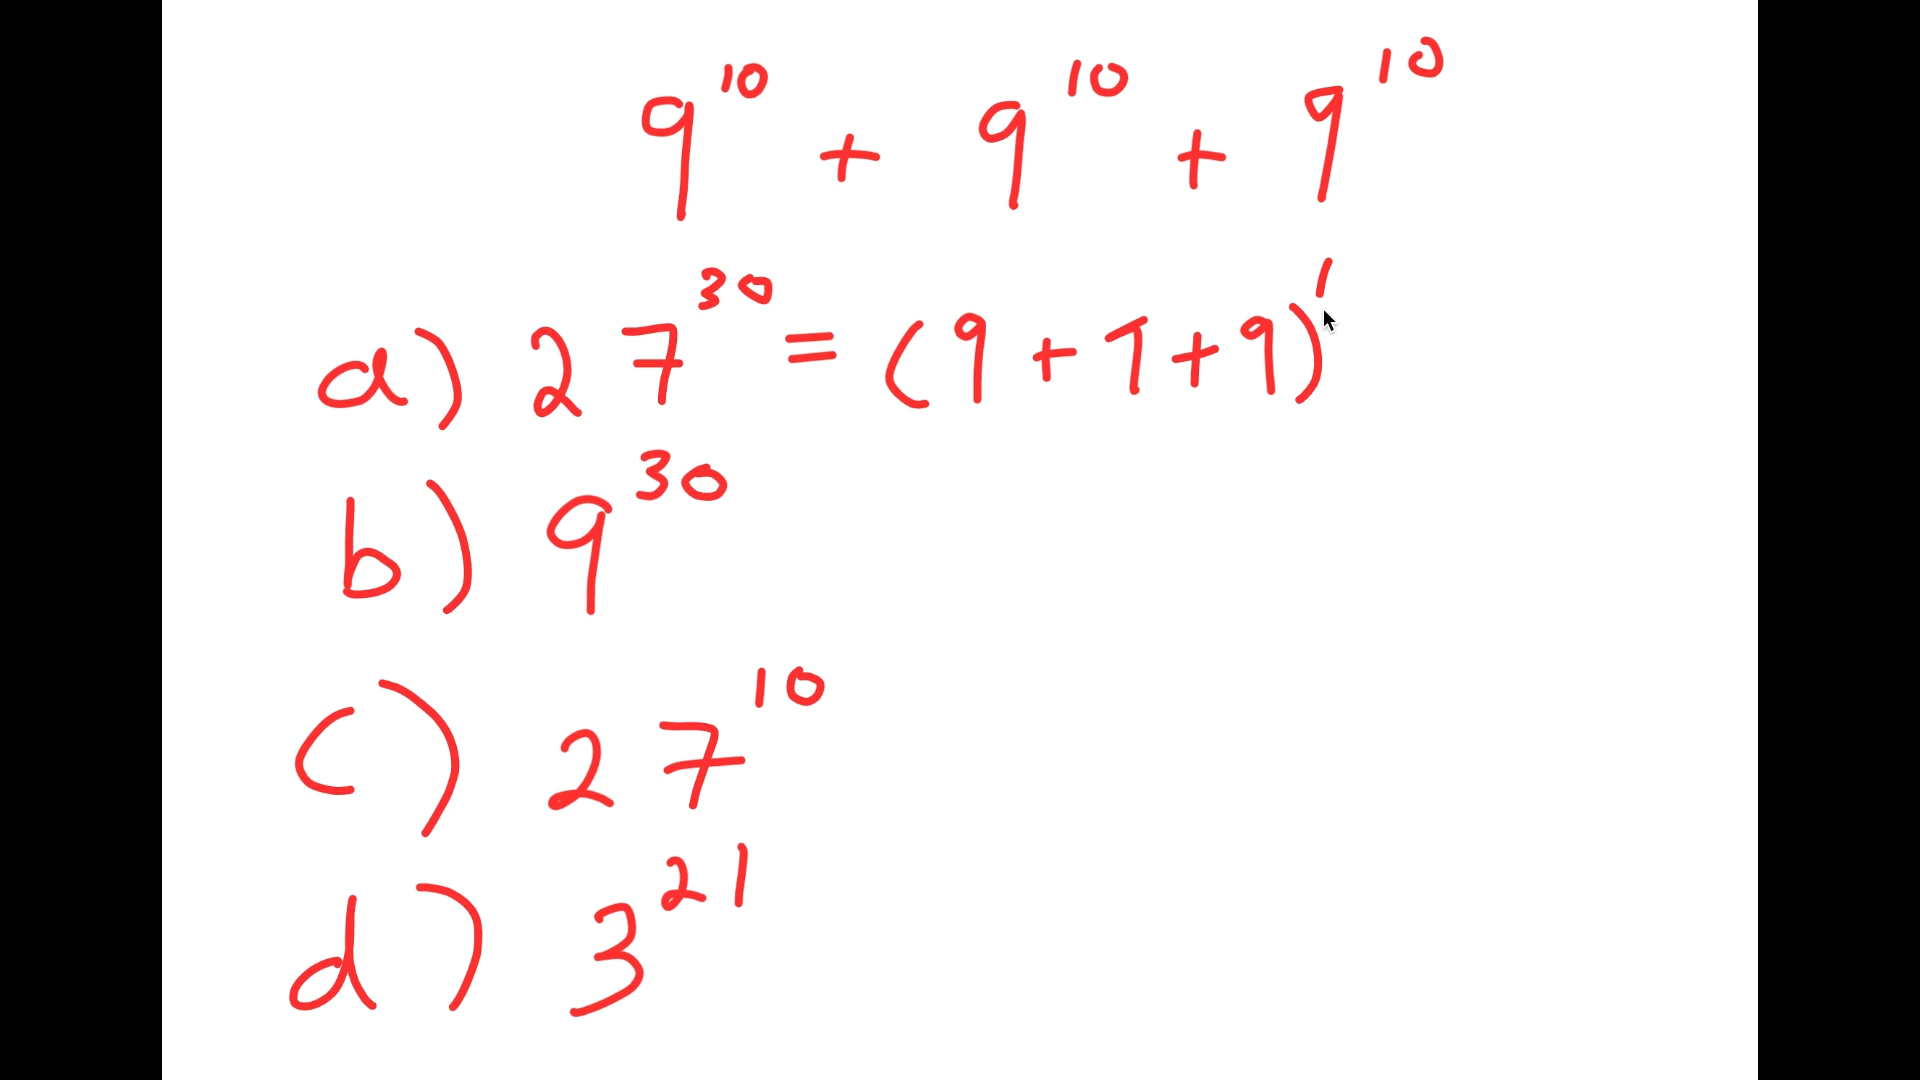 9^10 + 9^10 + 9^10
a) 27^30 = (9 + 9 + 9)^1
b) 9^30
c) 27^10
d) 3^21